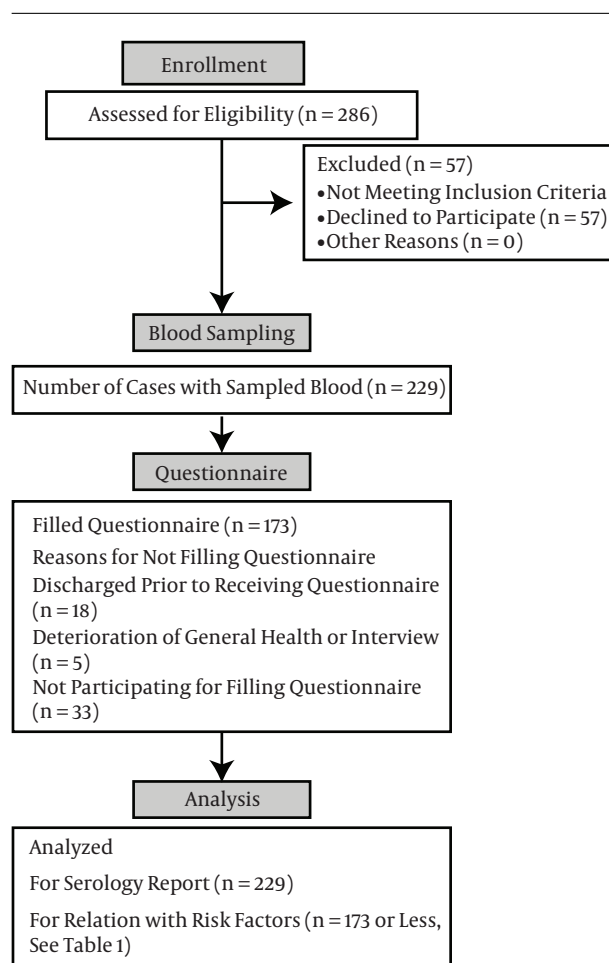 Enrollment
Assessed for Eligibility (n = 286)
Excluded (n = 57)
•Not Meeting Inclusion Criteria
•Declined to Participate (n = 57)
•Other Reasons (n = 0)
Blood Sampling
Number of Cases with Sampled Blood (n = 229)
Questionnaire
Filled Questionnaire (n = 173)
Reasons for Not Filling Questionnaire
Discharged Prior to Receiving Questionnaire
(n = 18)
Deterioration of General Health or Interview
(n = 5)
Not Participating for Filling Questionnaire
(n = 33)
Analysis
Analyzed
For Serology Report (n = 229)
For Relation with Risk Factors (n = 173 or Less,
See Table 1)